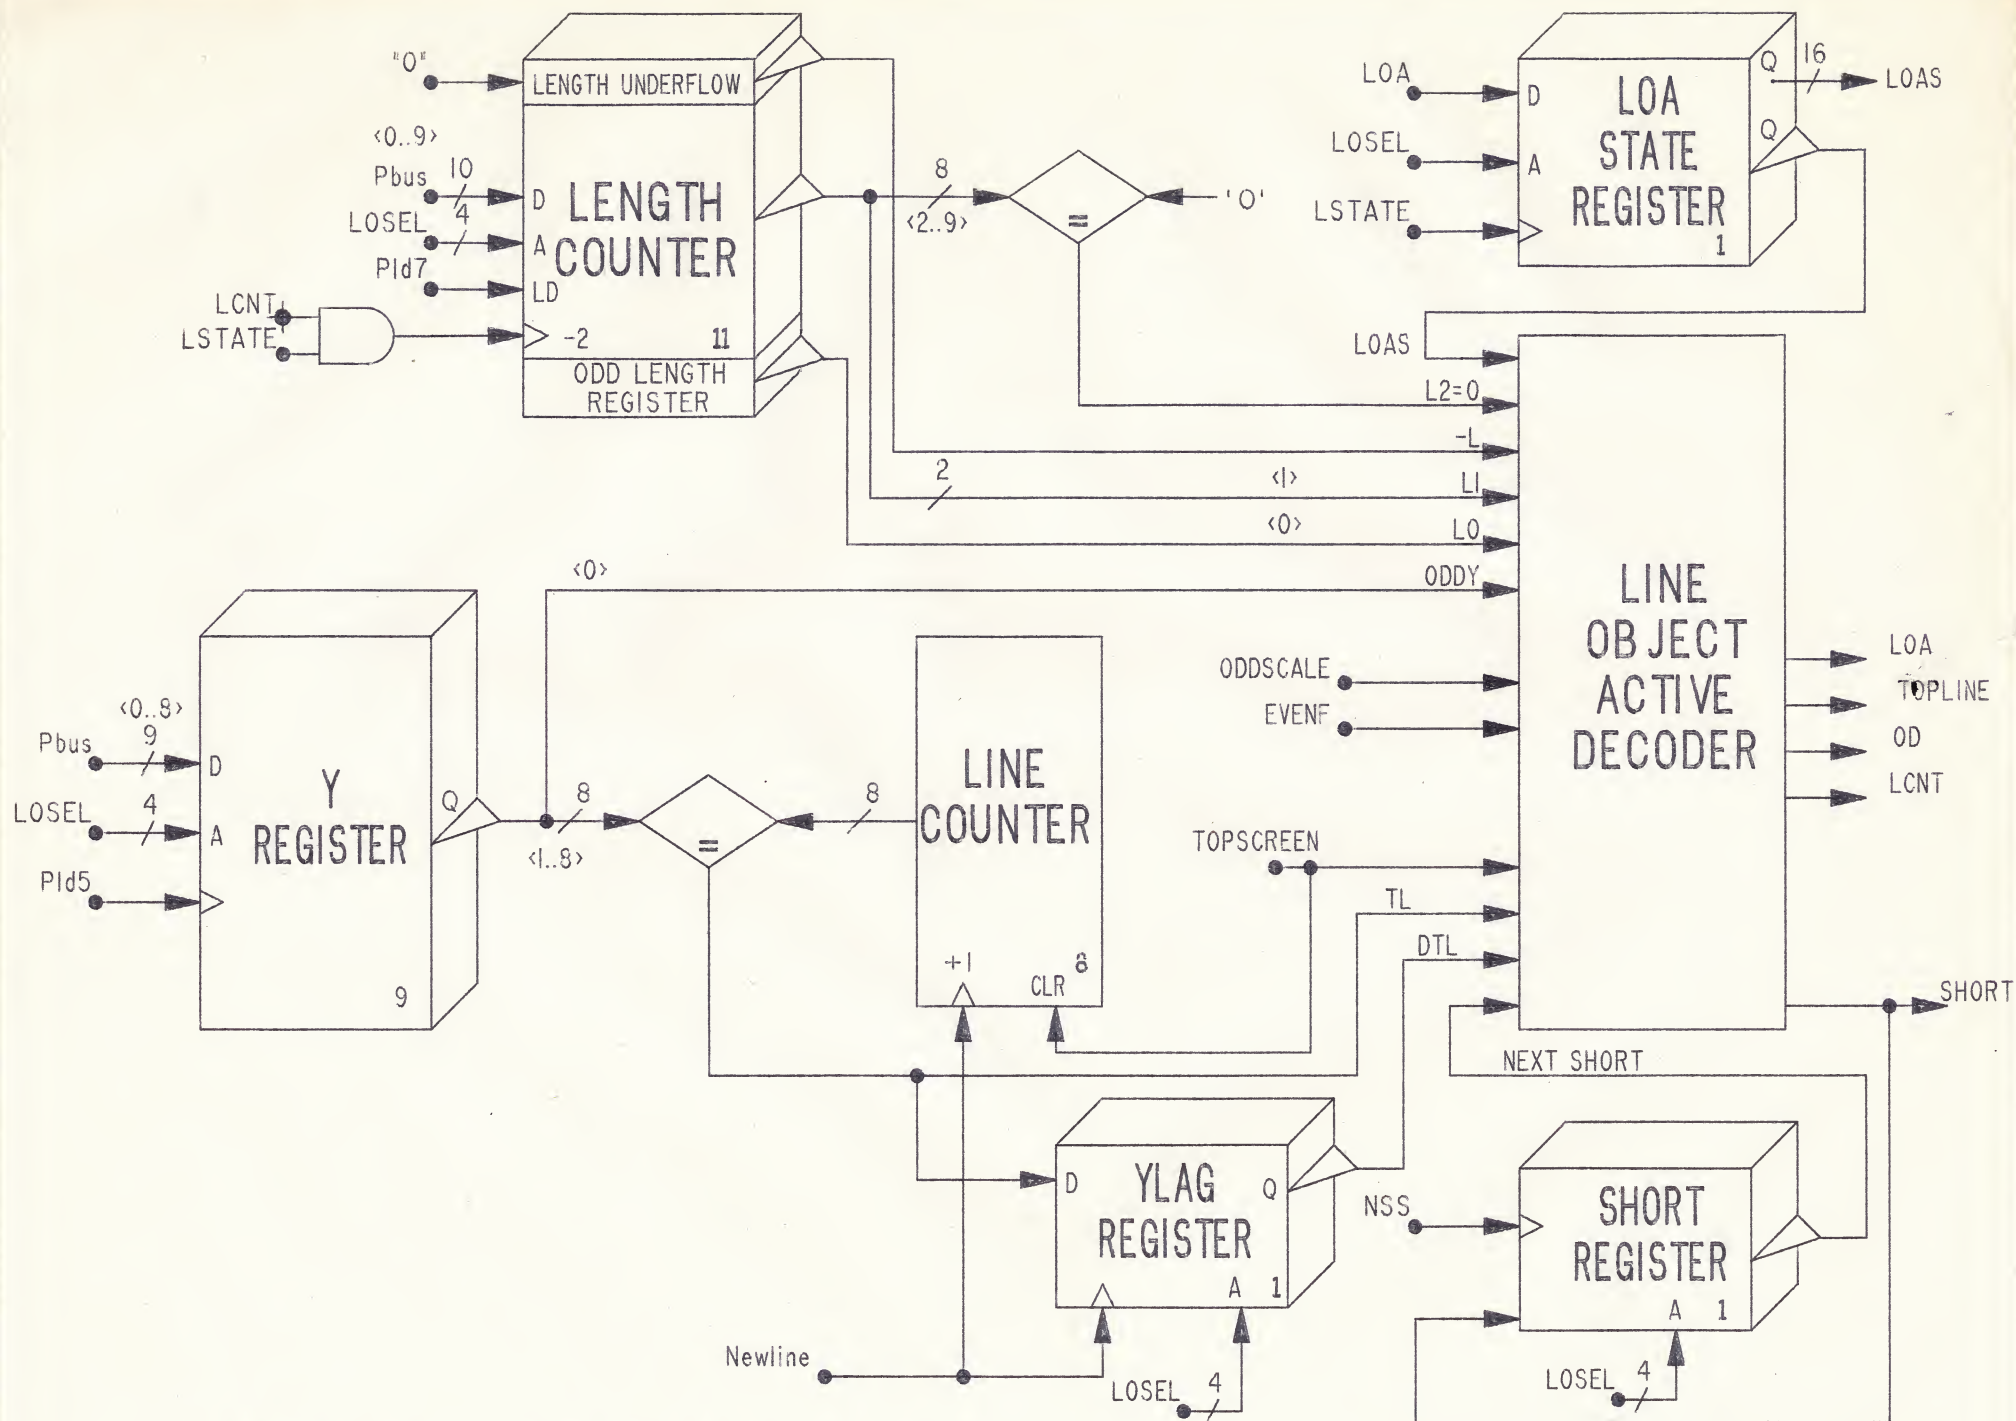 "0"
LENGTH UNDERFLOW
<0..9>
Pbus 10
D
LOSEL 4
A
Pld7
LD
LENGTH
COUNTER
LCNT
LSTATE
-2 11
ODD LENGTH
REGISTER
8
<2..9>
=
'0'
LOA
D
LOSEL
A
LSTATE
LOA
STATE
REGISTER
1
Q
16
LOAS
Q
LOAS
L2=0
-L
2
<1>
L1
<0>
L0
<0>
ODDY
ODDSCALE
EVENF
TOPSCREEN
TL
DTL
NEXT SHORT
LINE
OBJECT
ACTIVE
DECODER
LOA
TOPLINE
OD
LCNT
SHORT
<0..8>
Pbus 9
D
LOSEL 4
A
Pld5
Y
REGISTER
9
Q
8
<1..8>
=
8
LINE
COUNTER
+1
CLR
8
D
YLAG
REGISTER
Q
A 1
Newline
LOSEL 4
NSS
SHORT
REGISTER
A 1
LOSEL 4